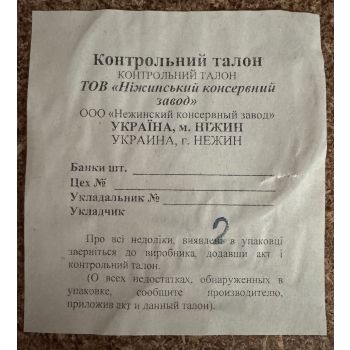 Контрольний талон
КОНТРОЛЬНИЙ ТАЛОН
ТОВ «Ніжинський консервний
завод»
ООО «Нежинский консервный завод»
УКРАЇНА, м. НІЖИН
УКРАИНА, г. НЕЖИН
Банки шт.
Цех №
Укладальник №
Укладчик
2
Про всі недоліки, виявлені в упаковці
зверніться до виробника, додавши акт і
контрольний талон.
(О всех недостатках, обнаруженных в
упаковке, сообщите производителю,
приложив акт и данный талон).